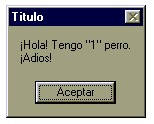 Titulo
¡Hola! Tengo "1" perro.
¡Adios!
Aceptar